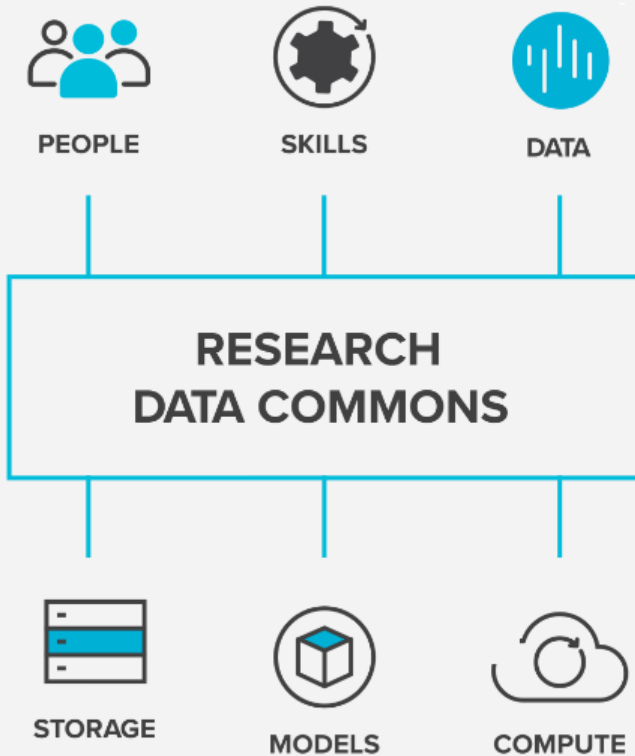 PEOPLE
SKILLS
DATA
RESEARCH
DATA COMMONS
STORAGE
MODELS
COMPUTE